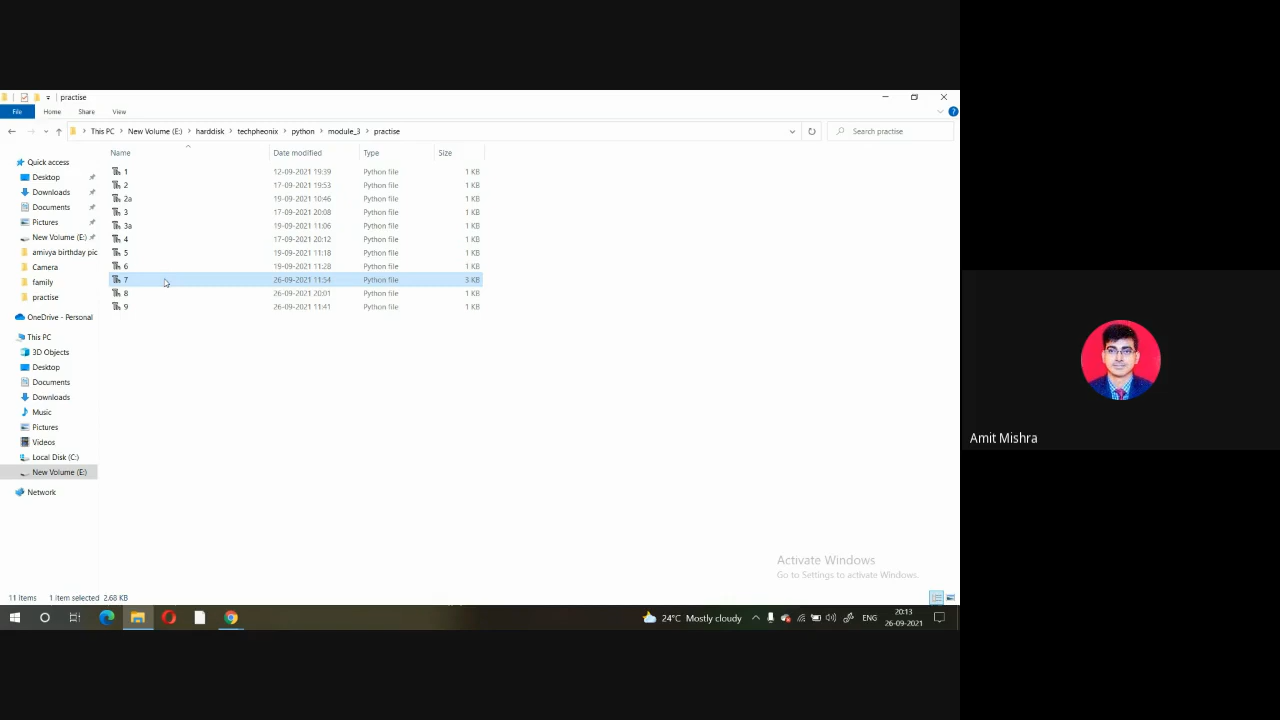 practise
File Home Share View
This PC New Volume (E:) harddisk techpheonix python module_3 practise
Search practise
Name Date modified Type Size
1 12-09-2021 19:39 Python file 1 KB
2 17-09-2021 19:53 Python file 1 KB
2a 19-09-2021 10:46 Python file 1 KB
3 17-09-2021 20:08 Python file 1 KB
3a 19-09-2021 11:06 Python file 1 KB
4 17-09-2021 20:12 Python file 1 KB
5 19-09-2021 11:18 Python file 1 KB
6 19-09-2021 11:28 Python file 1 KB
7 26-09-2021 11:54 Python file 3 KB
8 26-09-2021 20:01 Python file 1 KB
9 26-09-2021 11:41 Python file 1 KB
Quick access
Desktop
Downloads
Documents
Pictures
New Volume (E:)
amivya birthday pic
Camera
family
practise
OneDrive - Personal
This PC
3D Objects
Desktop
Documents
Downloads
Music
Pictures
Videos
Local Disk (C:)
New Volume (E:)
Network
Amit Mishra
Activate Windows
Go to Settings to activate Windows.
11 items 1 item selected 2.68 KB
24°C Mostly cloudy ENG 20:13
26-09-2021